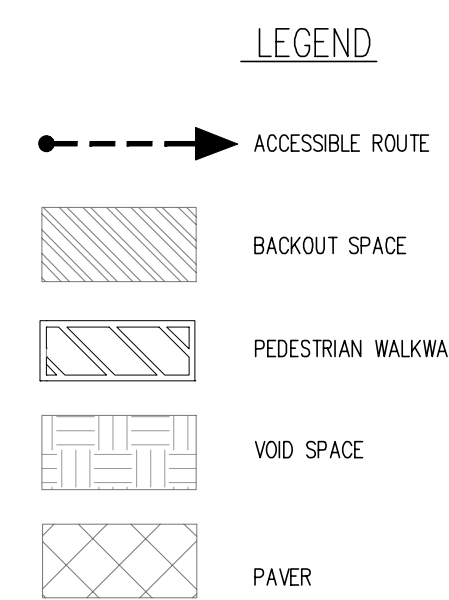 LEGEND
ACCESSIBLE ROUTE
BACKOUT SPACE
PEDESTRIAN WALKWA
VOID SPACE
PAVER